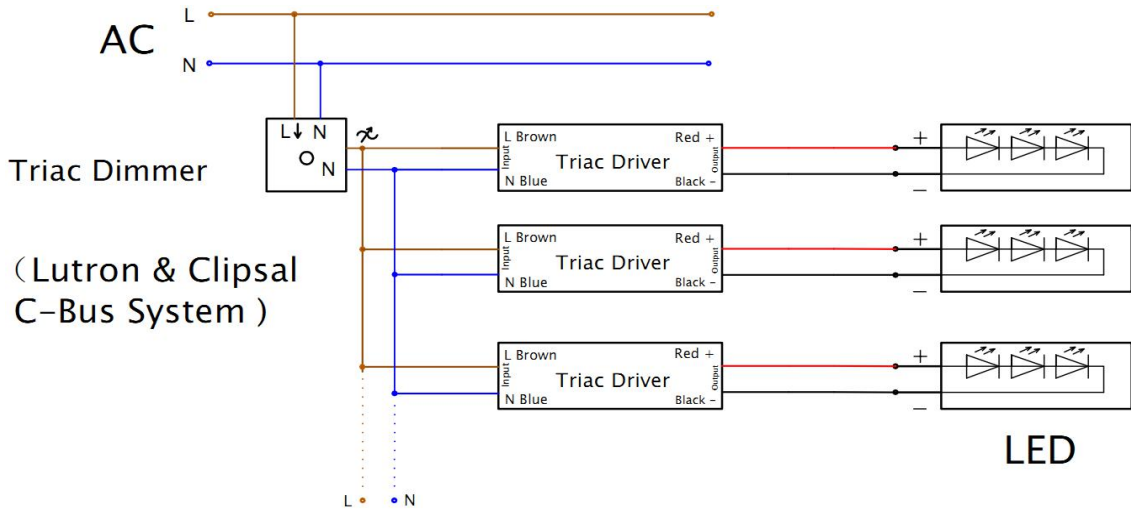 L
AC
N
L N
N
Triac Dimmer
L Brown
Input
N Blue
Triac Driver
Red +
Output
Black -
+
—
(Lutron & Clipsal
C-Bus System )
L Brown
Input
N Blue
Triac Driver
Red +
Output
Black -
+
—
L Brown
Input
N Blue
Triac Driver
Red +
Output
Black -
+
—
LED
L N